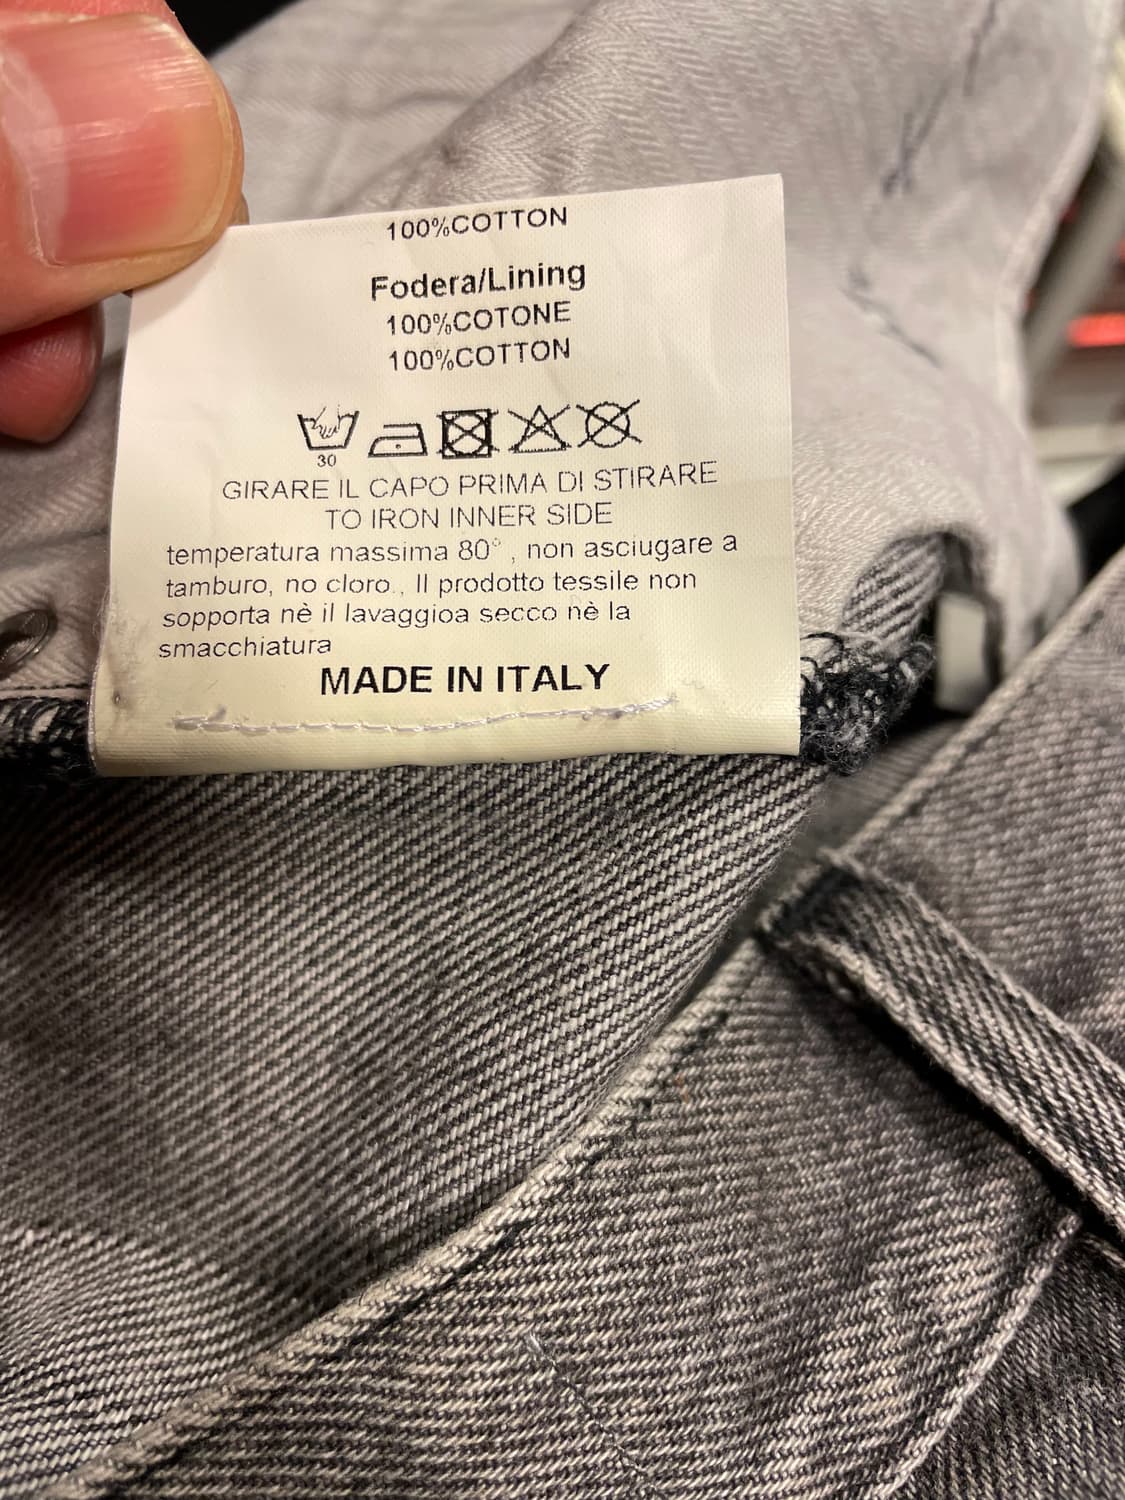 100%COTTON
Fodera/Lining
100%COTONE
100%COTTON
30
GIRARE IL CAPO PRIMA DI STIRARE
TO IRON INNER SIDE
temperatura massima 80° , non asciugare a
tamburo, no cloro., Il prodotto tessile non
sopporta nè il lavaggioa secco nè la
smacchiatura
MADE IN ITALY